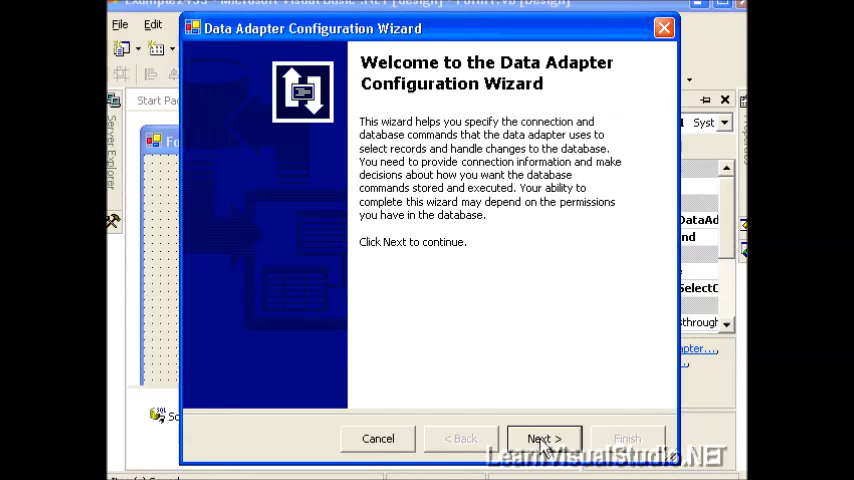 Data Adapter Configuration Wizard
File Edit
Start Pa
Server Explorer
Fo
Welcome to the Data Adapter
Configuration Wizard
This wizard helps you specify the connection and
database commands that the data adapter uses to
select records and handle changes to the database.
You need to provide connection information and make
decisions about how you want the database
commands stored and executed. Your ability to
complete this wizard may depend on the permissions
you have in the database.
Click Next to continue.
Syst
DataAd
nd
SelectC
sthrough
apter...,
Cancel < Back Next > Finish
LearnVisualStudio.NET